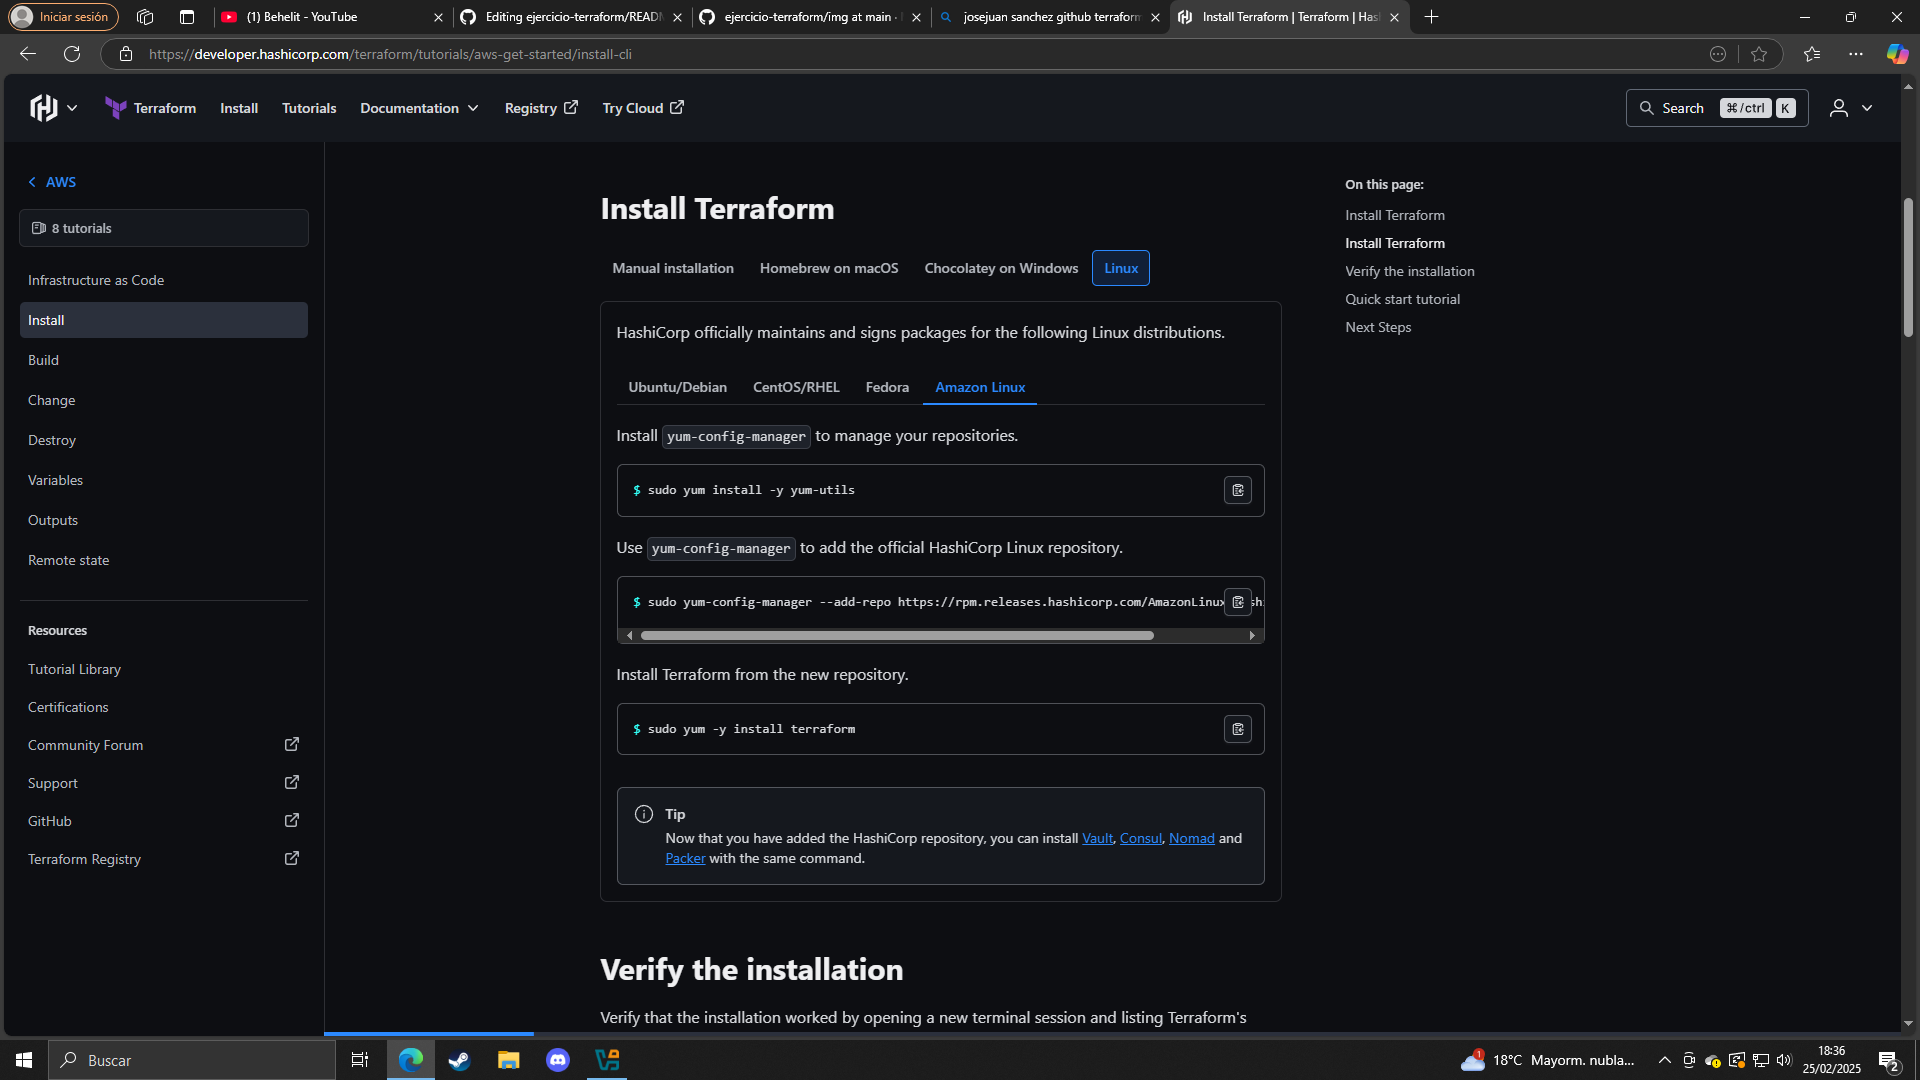 Iniciar sesión
(1) Behelit - YouTube
Editing ejercicio-terraform/READM
ejercicio-terraform/img at main ·
josejuan sanchez github terraform
Install Terraform | Terraform | Has
https://developer.hashicorp.com/terraform/tutorials/aws-get-started/install-cli
Terraform
Install
Tutorials
Documentation
Registry
Try Cloud
Search
⌘/ctrl
K
AWS
8 tutorials
Infrastructure as Code
Install
Build
Change
Destroy
Variables
Outputs
Remote state
Resources
Tutorial Library
Certifications
Community Forum
Support
GitHub
Terraform Registry
Install Terraform
Manual installation
Homebrew on macOS
Chocolatey on Windows
Linux
HashiCorp officially maintains and signs packages for the following Linux distributions.
Ubuntu/Debian
CentOS/RHEL
Fedora
Amazon Linux
Install yum-config-manager to manage your repositories.
$ sudo yum install -y yum-utils
Use yum-config-manager to add the official HashiCorp Linux repository.
$ sudo yum-config-manager --add-repo https://rpm.releases.hashicorp.com/AmazonLinux
Install Terraform from the new repository.
$ sudo yum -y install terraform
Tip
Now that you have added the HashiCorp repository, you can install Vault, Consul, Nomad and
Packer with the same command.
Verify the installation
Verify that the installation worked by opening a new terminal session and listing Terraform's
On this page:
Install Terraform
Install Terraform
Verify the installation
Quick start tutorial
Next Steps
Buscar
1
18°C Mayorm. nubla...
18:36
25/02/2025
2